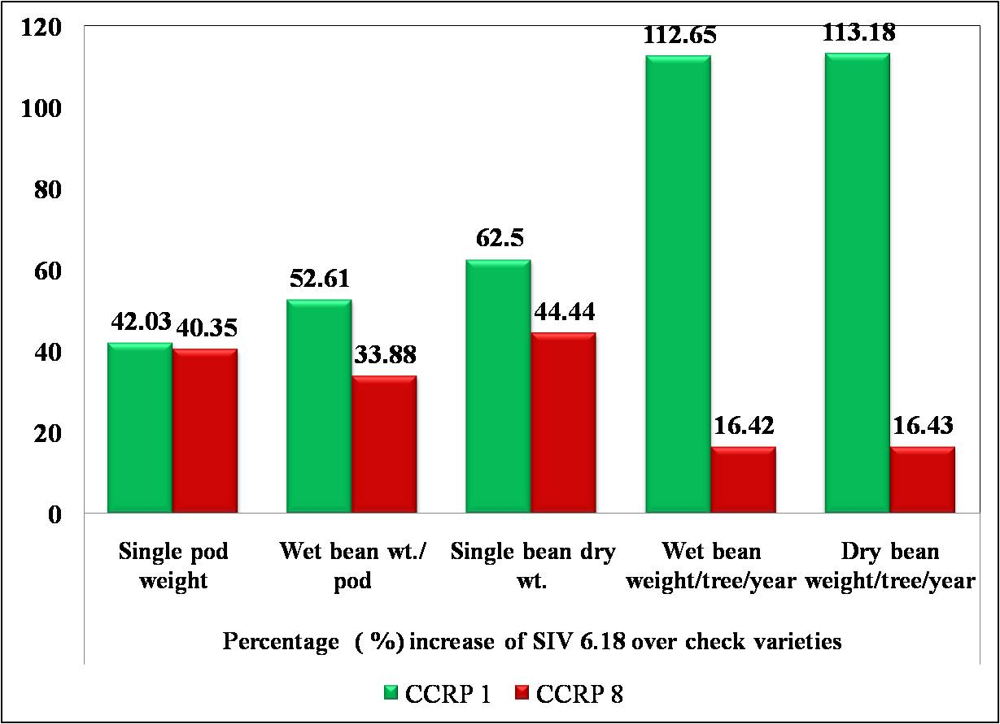 120
100
80
60
40
20
0
42.03
40.35
52.61
33.88
62.5
44.44
112.65
16.42
113.18
16.43
Single pod
weight
Wet bean wt./
pod
Single bean dry
wt.
Wet bean
weight/tree/year
Dry bean
weight/tree/year
Percentage ( %) increase of SIV 6.18 over check varieties
CCRP 1
CCRP 8